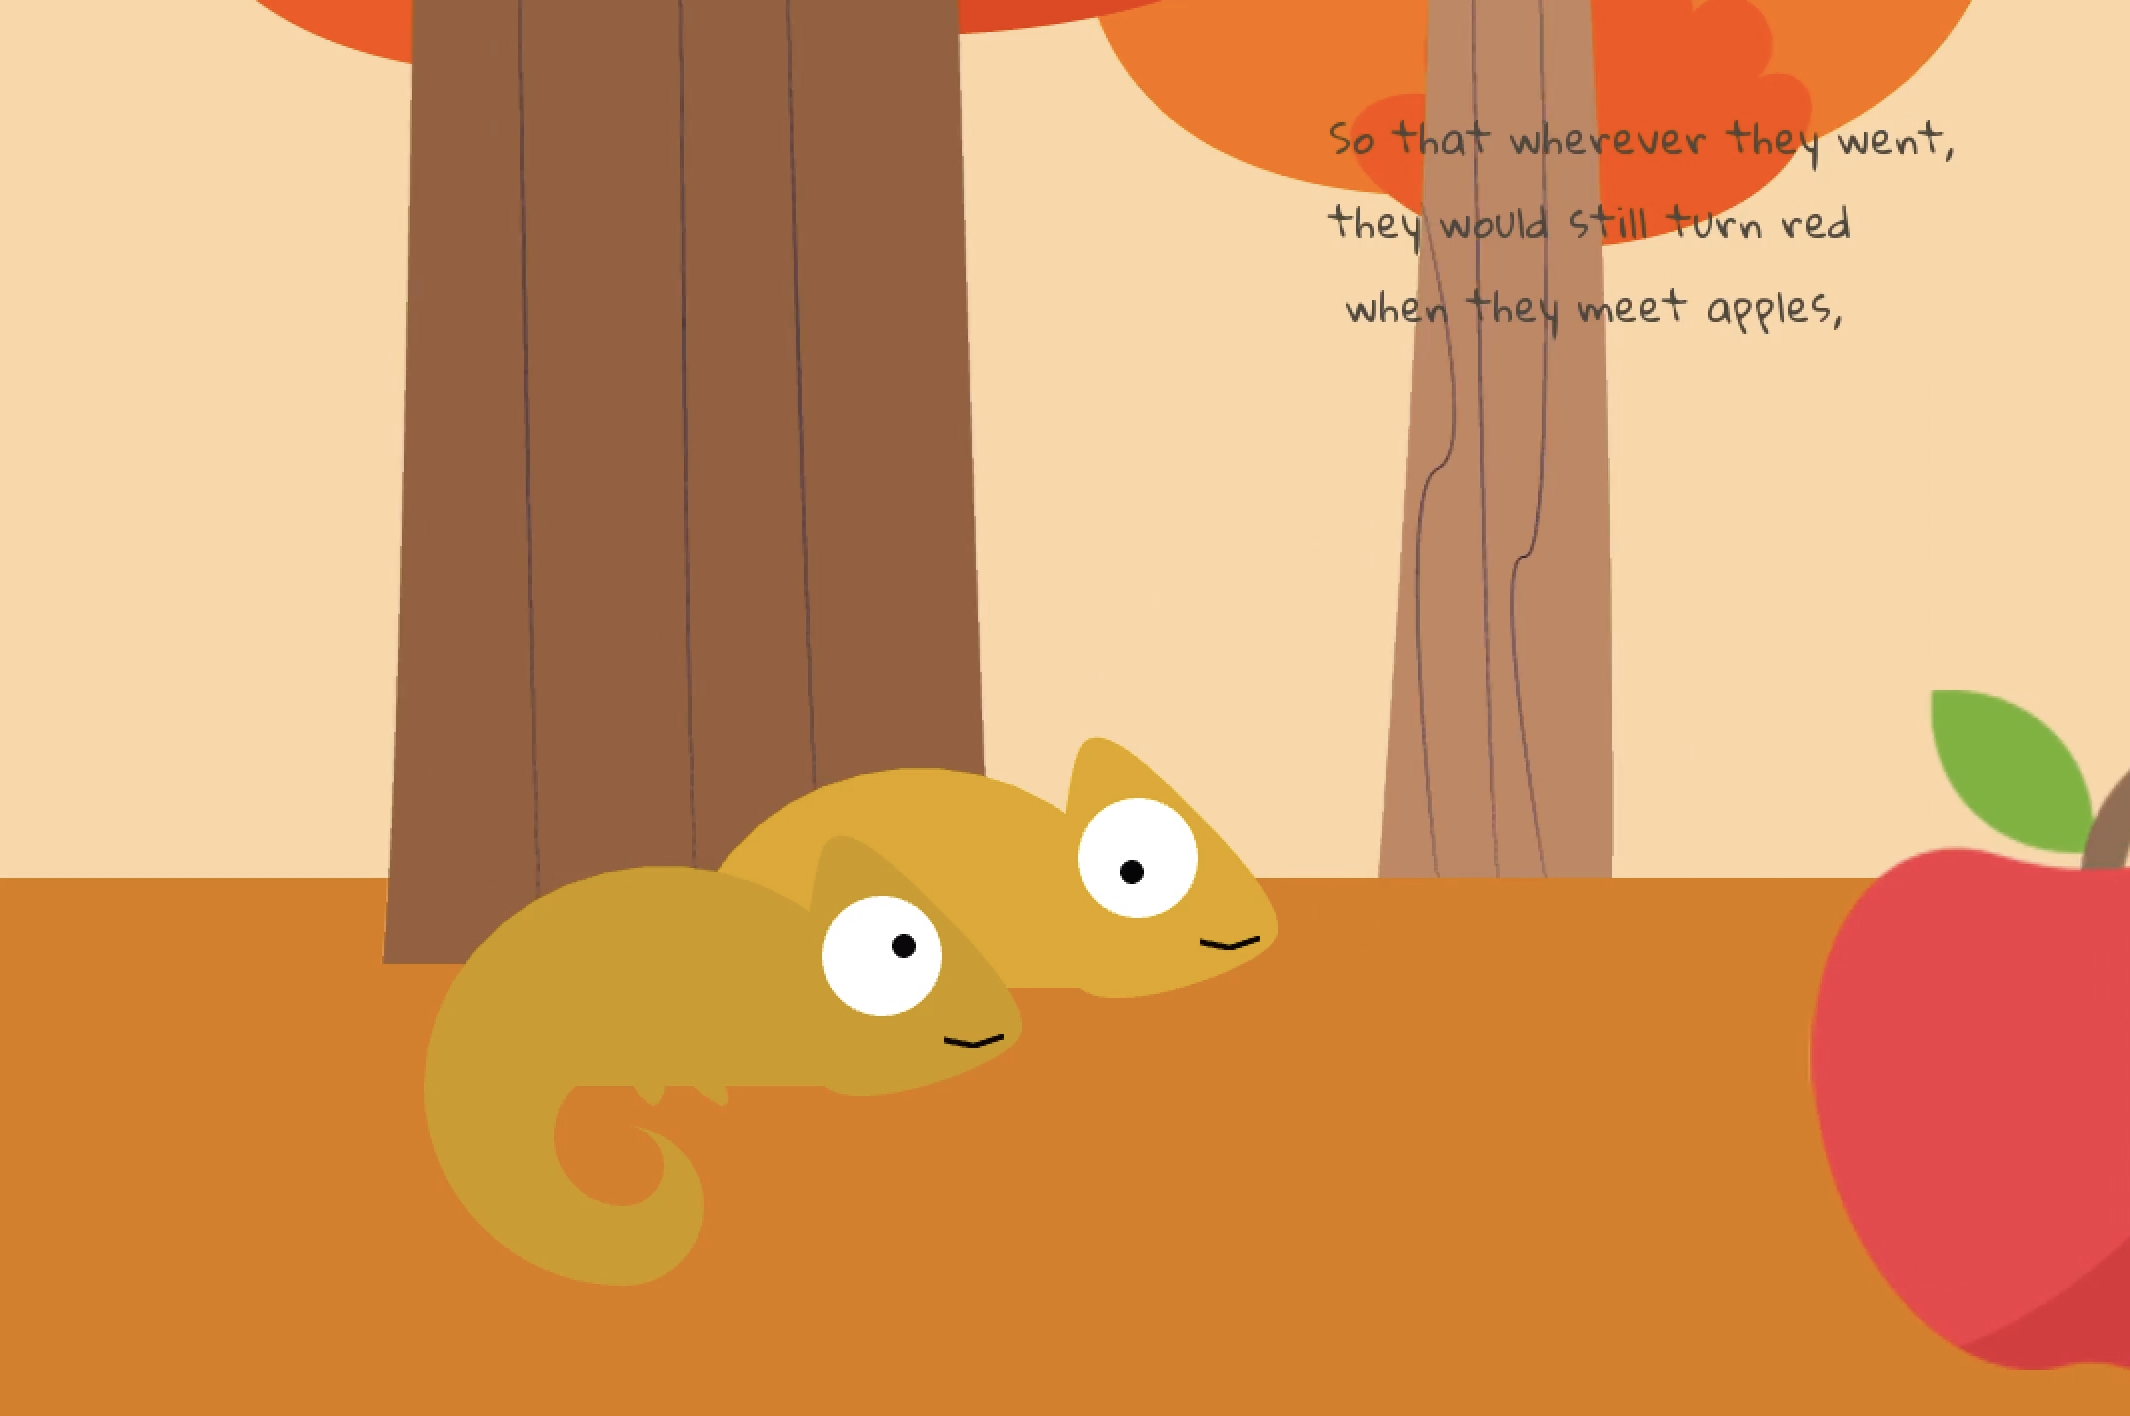 So that wherever they went,
they would still turn red
when they meet apples,